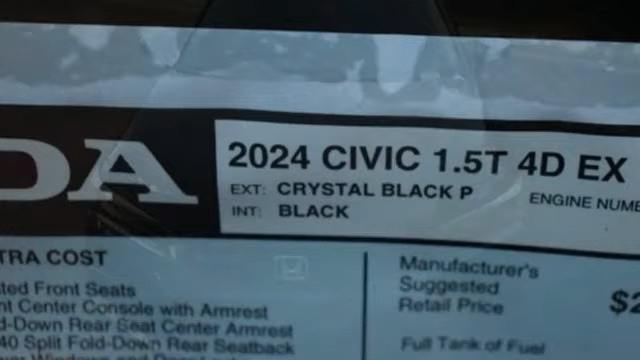 DA
2024 CIVIC 1.5T 4D EX
EXT: CRYSTAL BLACK P
ENGINE NUMB
INT: BLACK
TRA COST
ted Front Seats
nt Center Console with Armrest
d-Down Rear Seat Center Armrest
40 Split Fold-Down Rear Seatback
Manufacturer's
Suggested
Retail Price
$2
Full Tank of Fuel